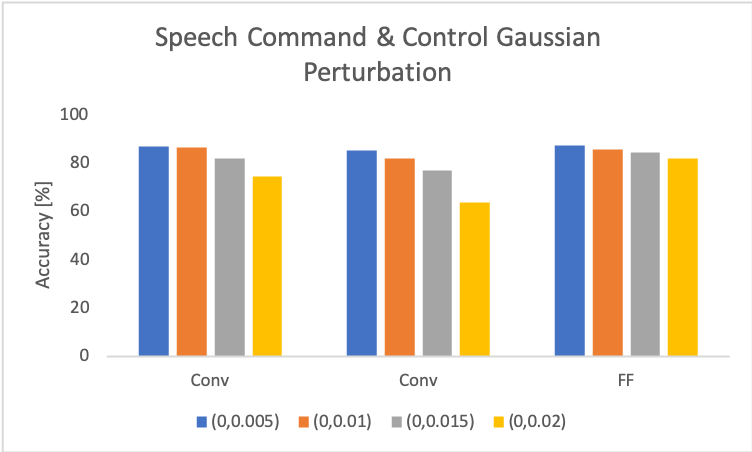 Speech Command & Control Gaussian
Perturbation
Accuracy [%]
100
80
60
40
20
0
Conv Conv FF
(0,0.005) (0,0.01) (0,0.015) (0,0.02)